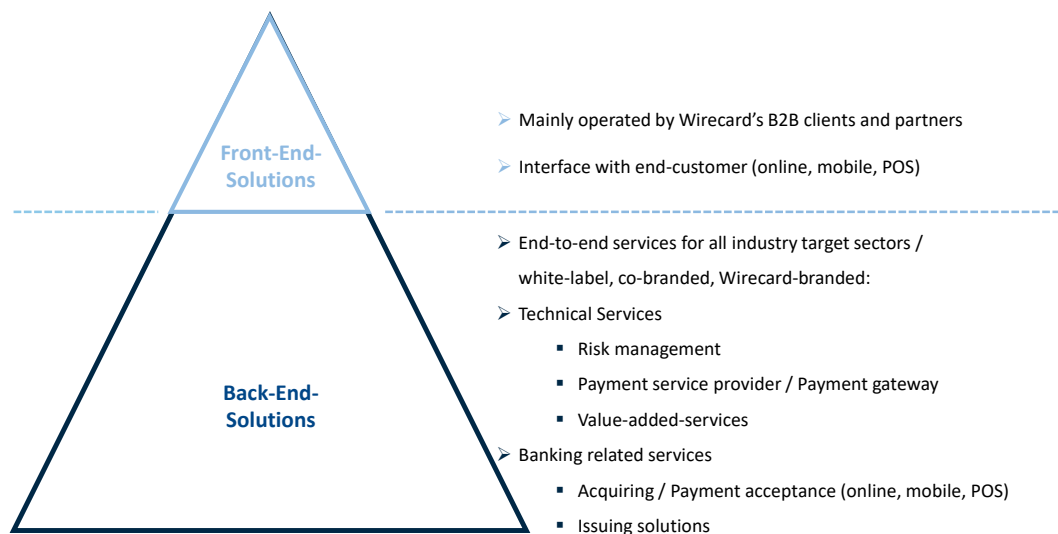 Front-End-
Solutions
➢ Mainly operated by Wirecard’s B2B clients and partners
➢ Interface with end-customer (online, mobile, POS)
Back-End-
Solutions
➢ End-to-end services for all industry target sectors /
white-label, co-branded, Wirecard-branded:
➢ Technical Services
▪ Risk management
▪ Payment service provider / Payment gateway
▪ Value-added-services
➢ Banking related services
▪ Acquiring / Payment acceptance (online, mobile, POS)
▪ Issuing solutions